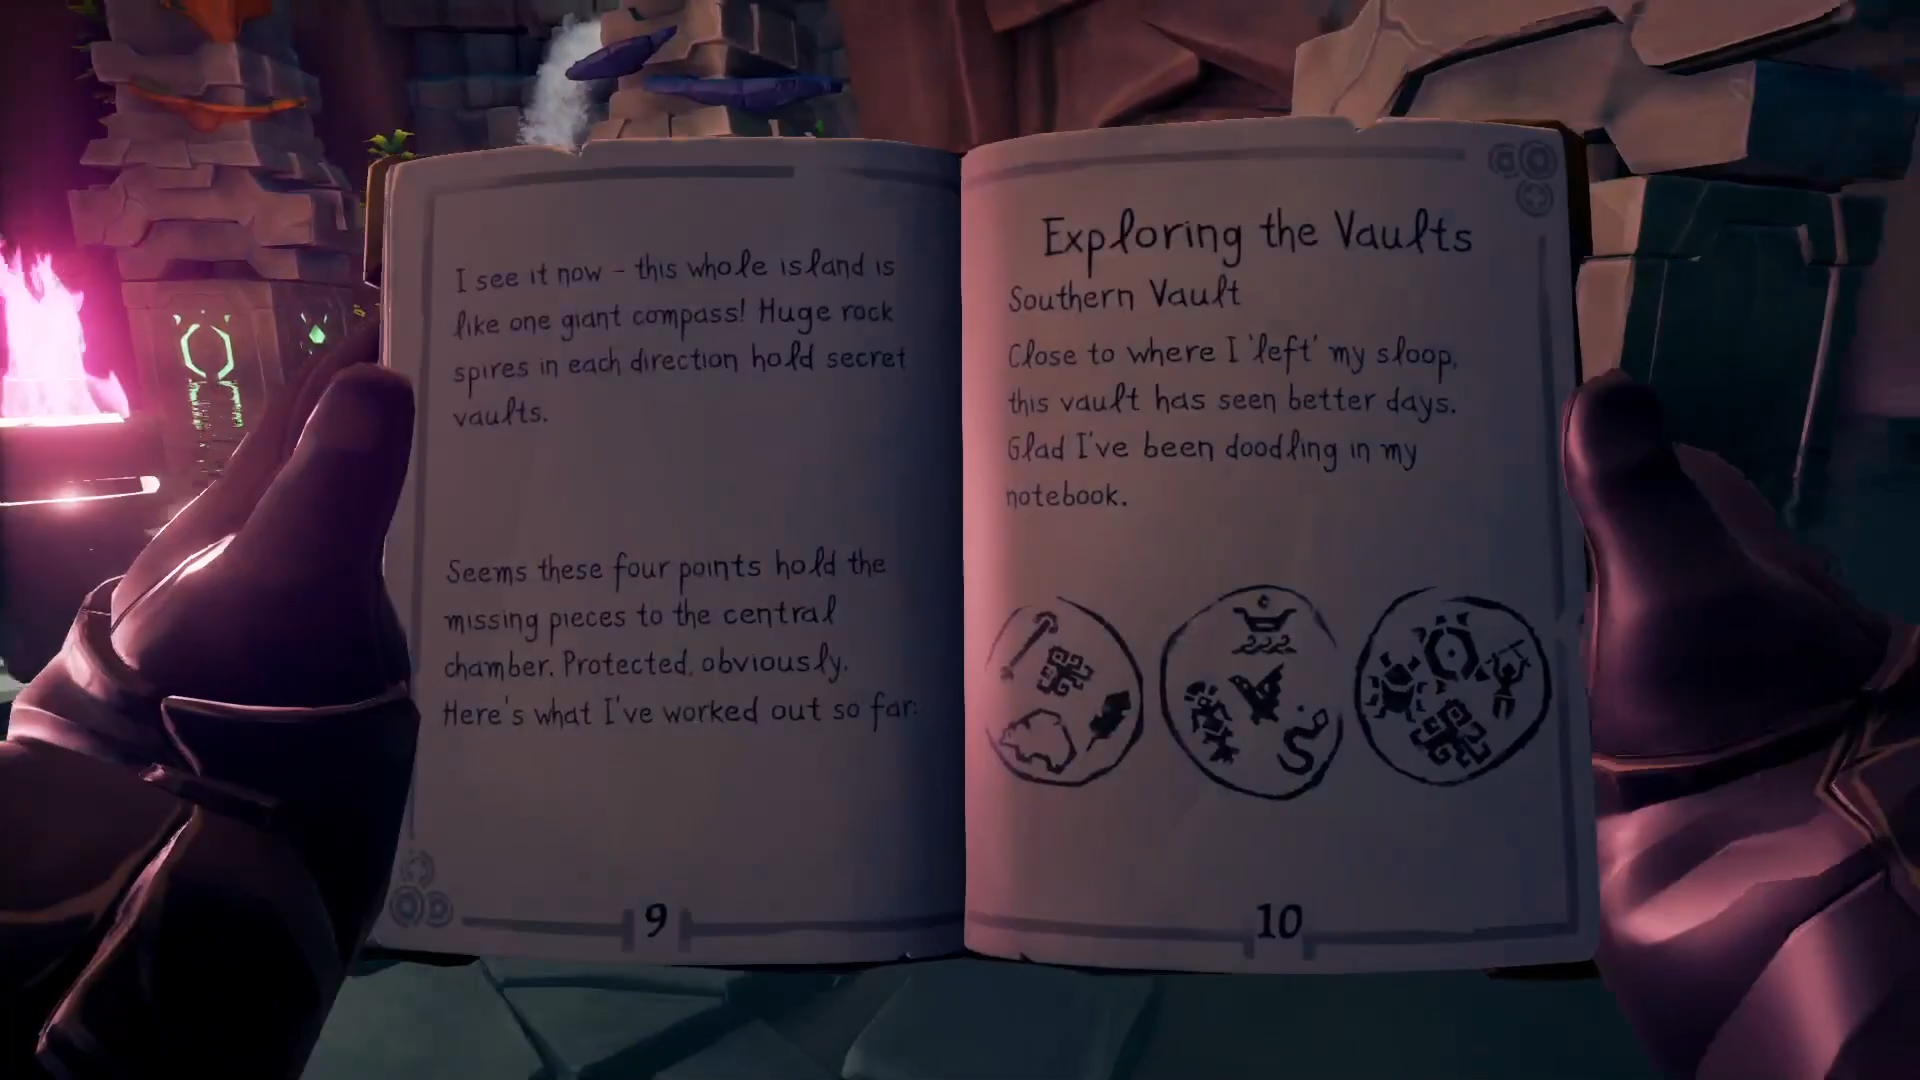 I see it now - this whole island is
like one giant compass! Huge rock
spires in each direction hold secret
vaults.
Seems these four points hold the
missing pieces to the central
chamber. Protected, obviously.
Here's what I've worked out so far:
9
Exploring the Vaults
Southern Vault
Close to where I 'left' my sloop,
this vault has seen better days.
Glad I've been doodling in my
notebook.
10